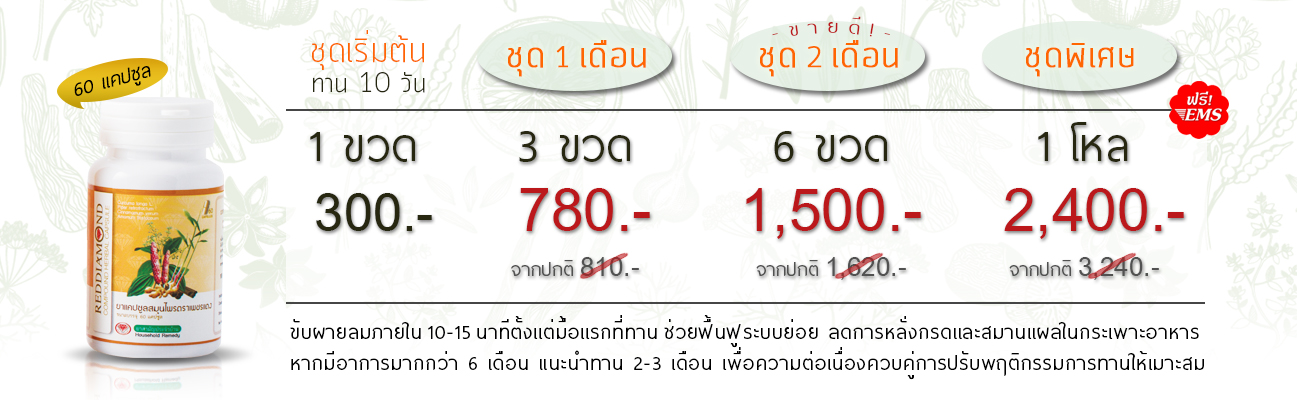 ชุดเริ่มต้น
ทาน 10 วัน
ชุด 1 เดือน
-ขายดี!-
ชุด 2 เดือน
ชุดพิเศษ
60 แคปซูล
ฟรี!
EMS
1 ขวด
3 ขวด
6 ขวด
1 โหล
300.-
780.-
1,500.-
2,400.-
จากปกติ 810.-
จากปกติ 1,620.-
จากปกติ 3,240.-
REDDIAMOND
ยาแคปซูลสมุนไพรตราเพชรแดง
Household Remedy
ขับผายลมภายใน 10-15 นาทีตั้งแต่มื้อแรกที่ทาน ช่วยฟื้นฟูระบบย่อย ลดการหลั่งกรดและสมานแผลในกระเพาะอาหาร
หากมีอาการมากกว่า 6 เดือน แนะนำทาน 2-3 เดือน เพื่อความต่อเนื่องควบคู่การปรับพฤติกรรมการทานให้เมาะสม